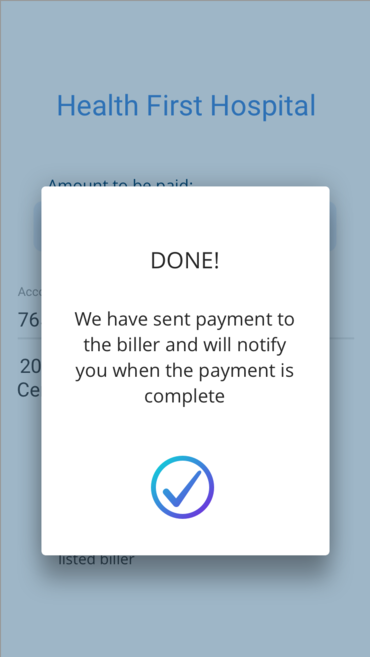 Health First Hospital
Amount to be paid:
DONE!
Acco
76
We have sent payment to
the biller and will notify
20
you when the payment is
Ce
complete
listed biller